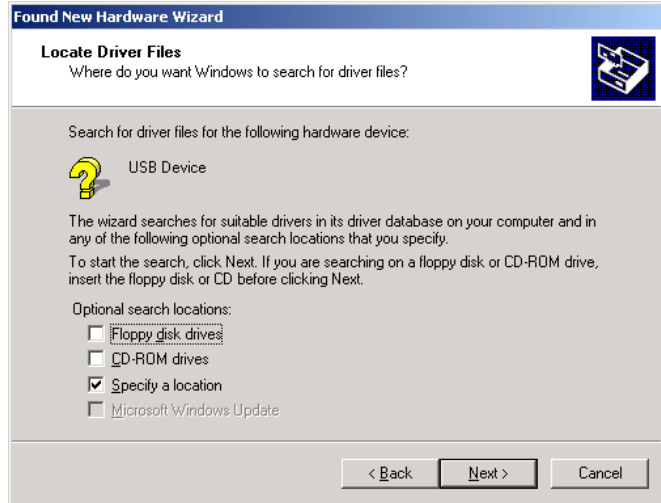 Found New Hardware Wizard
Locate Driver Files
Where do you want Windows to search for driver files?
Search for driver files for the following hardware device:
USB Device
The wizard searches for suitable drivers in its driver database on your computer and in
any of the following optional search locations that you specify.
To start the search, click Next. If you are searching on a floppy disk or CD-ROM drive,
insert the floppy disk or CD before clicking Next.
Optional search locations:
Floppy disk drives
CD-ROM drives
Specify a location
Microsoft Windows Update
< Back Next > Cancel